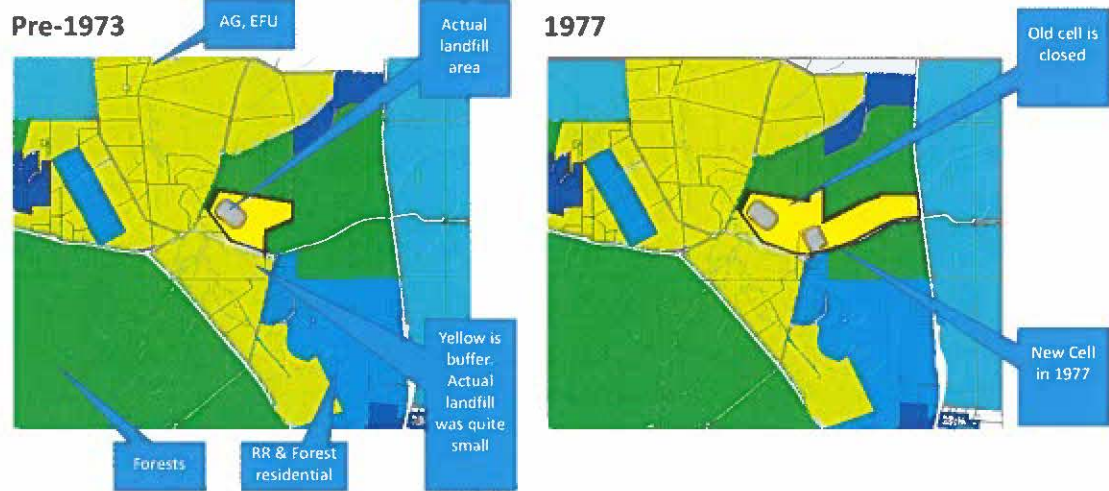 Pre-1973
AG, EFU
Actual
landfill
area
1977
Old cell is
closed
Yellow is
buffer.
Actual
landfill
was quite
small
New Cell
in 1977
Forests
RR & Forest
residential